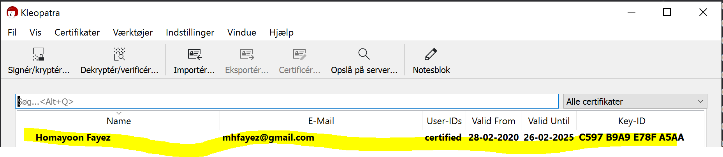 Kleopatra
Fil Vis Certifikater Værktøjer Indstillinger Vindue Hjælp
Signér/kryptér... Dekryptér/verificér... Importér... Eksportér... Certificér... Opslå på server... Notesblok
Søg...<Alt+Q> Alle certifikater
Name E-Mail User-IDs Valid From Valid Until Key-ID
Homayoon Fayez mhfayez@gmail.com certified 28-02-2020 26-02-2025 C597 B9A9 E78F A5AA